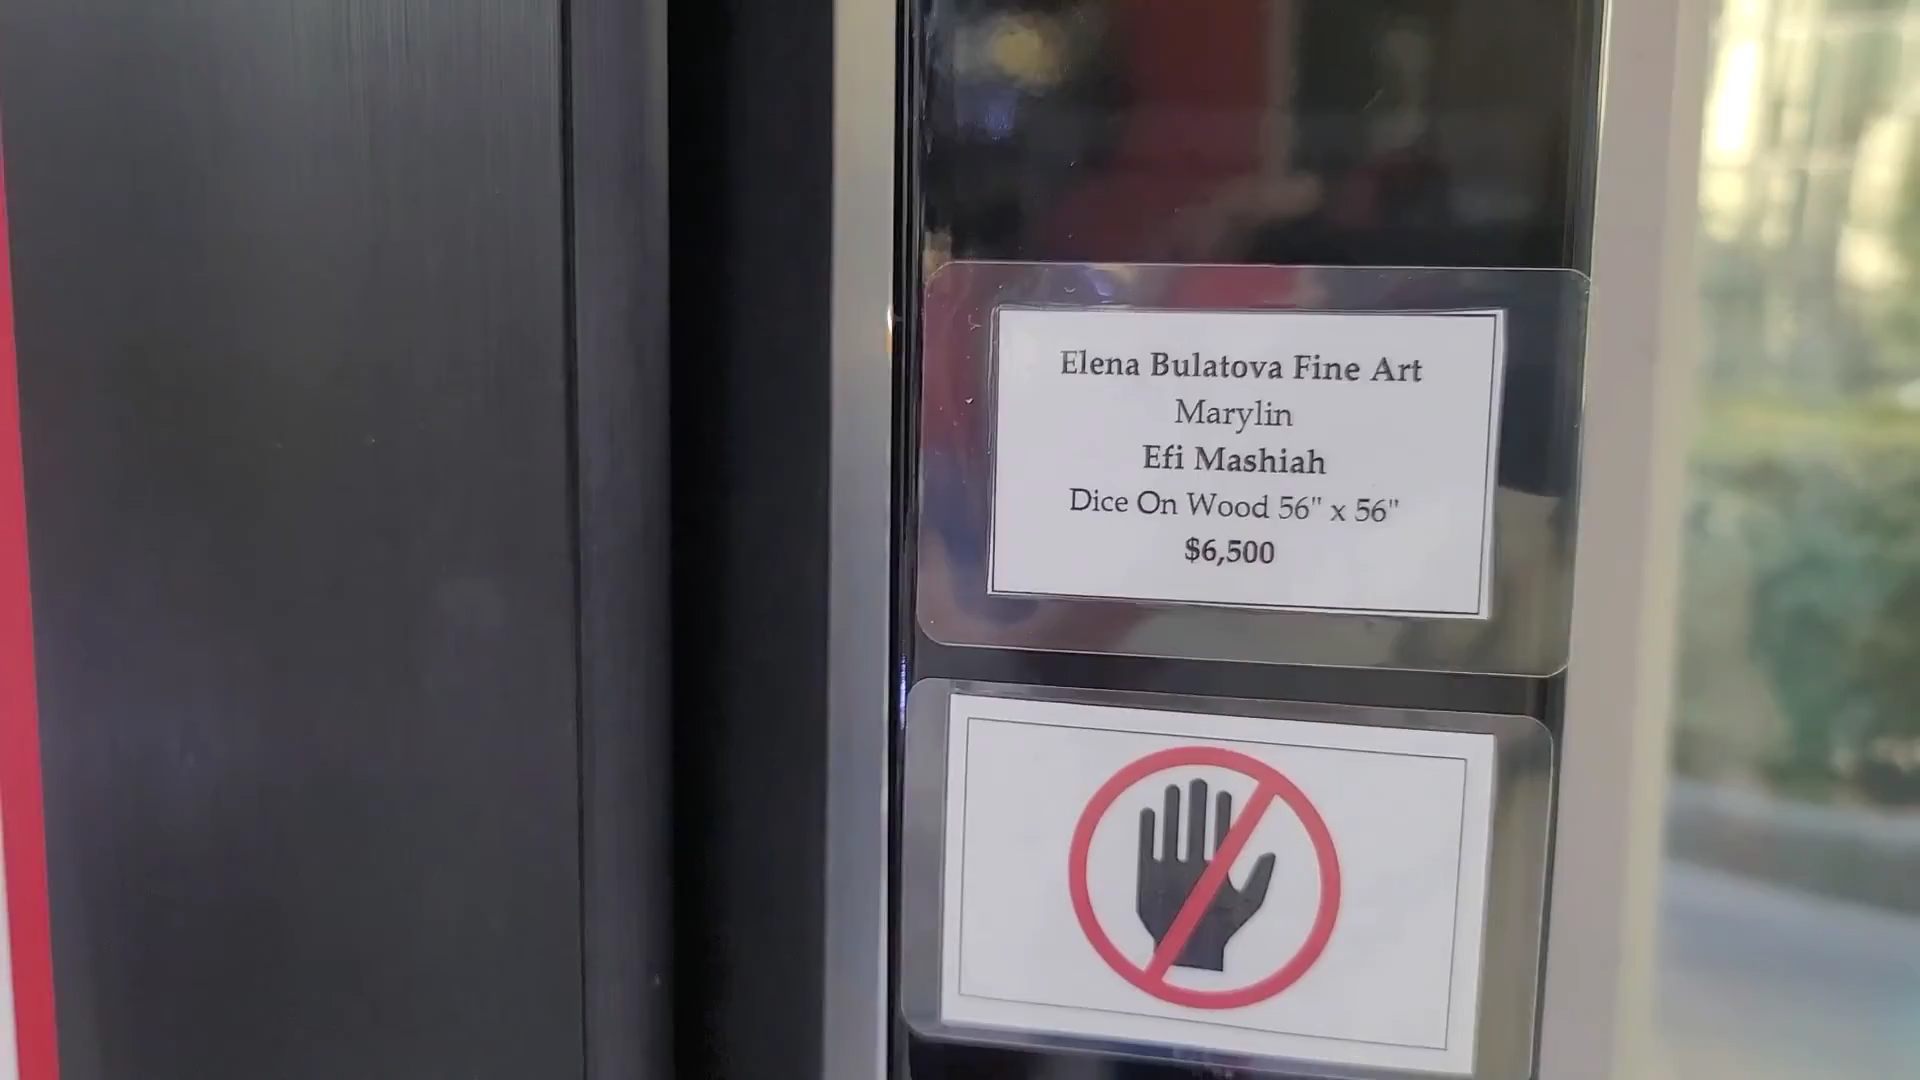 Elena Bulatova Fine Art
Marylin
Efi Mashiah
Dice On Wood 56" x 56"
$6,500